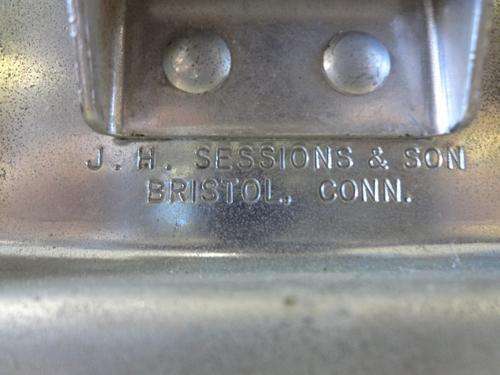 J. H. SESSIONS & SON
BRISTOL, CONN.